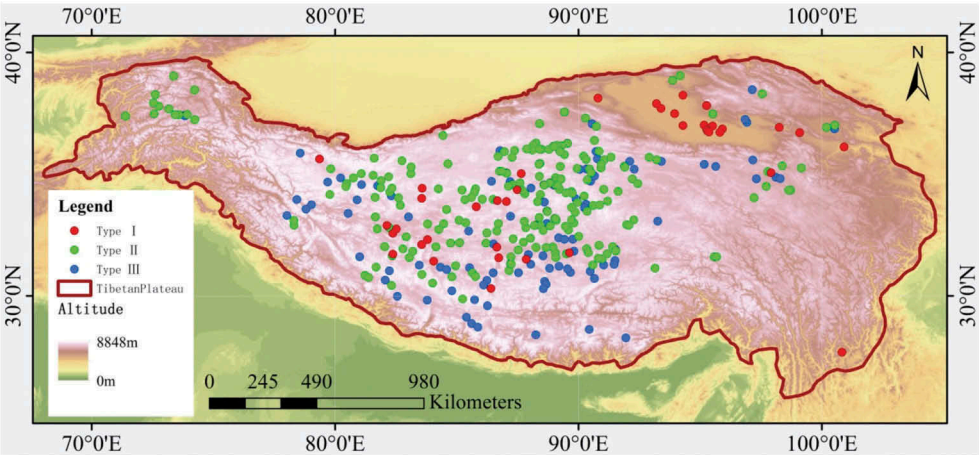 70°0'E 80°0'E 90°0'E 100°0'E
40°0'N
40°0'N
N
30°0'N
30°0'N
Legend
Type I
Type II
Type III
TibetanPlateau
Altitude
8848m
0m
0 245 490 980
Kilometers
70°0'E 80°0'E 90°0'E 100°0'E